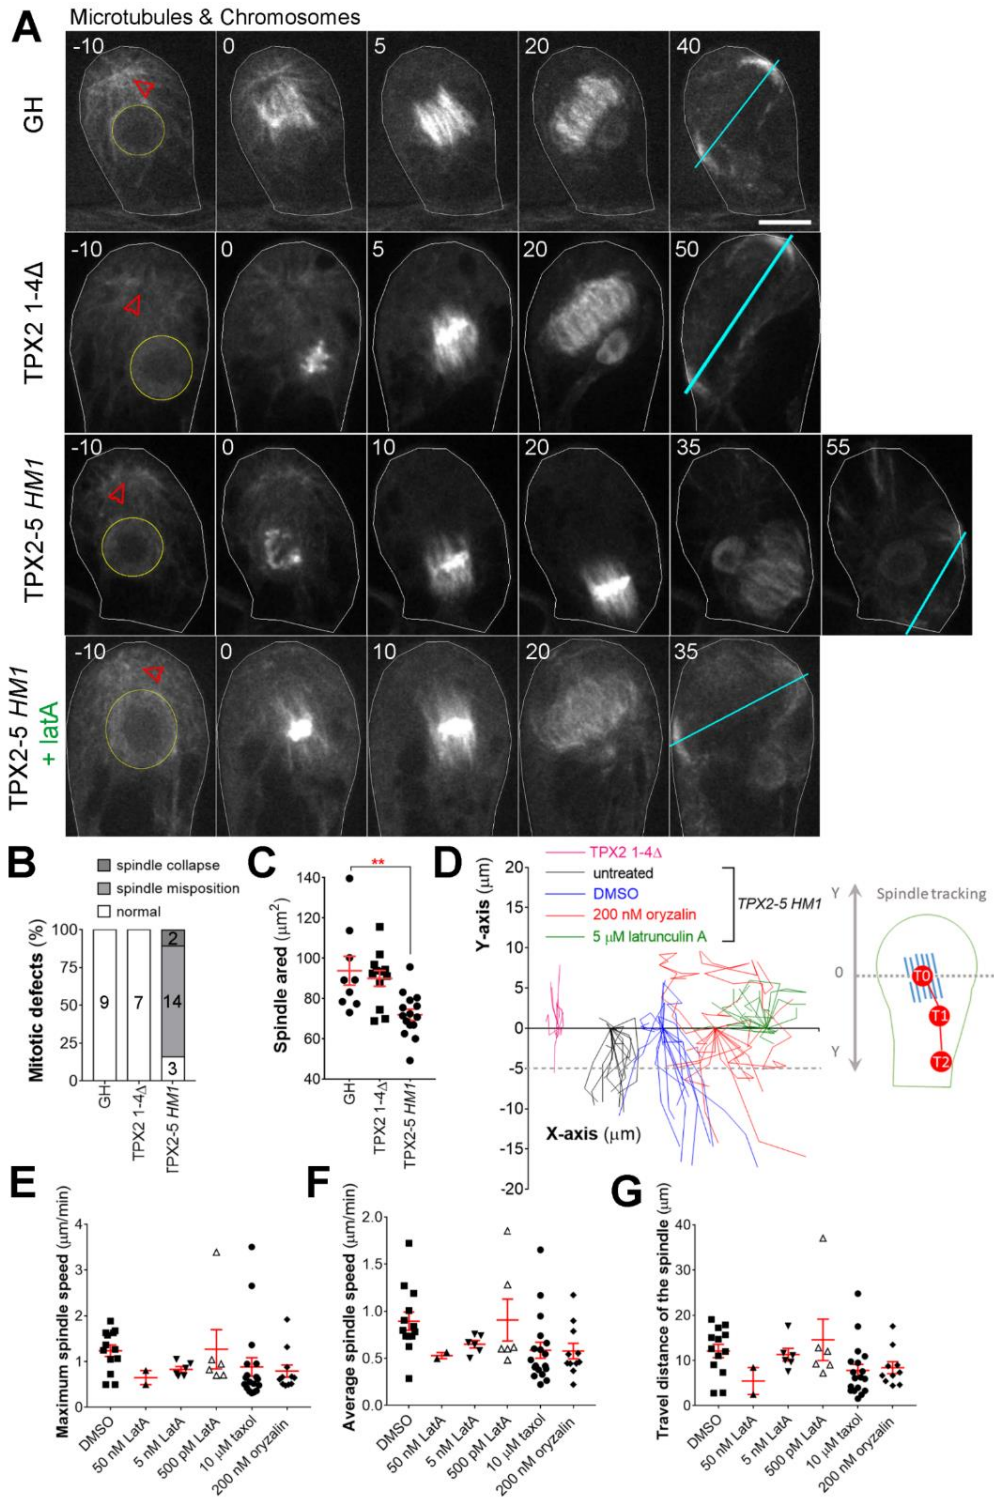 A
Microtubules & Chromosomes
GH
-10
0
5
20
40
TPX2 1-4Δ
-10
0
5
20
50
TPX2-5 HM1
-10
0
10
20
35
55
TPX2-5 HM1
+ latA
-10
0
10
20
35
B
spindle collapse
spindle misposition
normal
Mitotic defects (%)
100
75
50
25
0
9
7
2
14
3
GH
TPX2 1-4Δ
TPX2-5 HM1
C
**
Spindle ared (μm2)
140
120
100
80
60
40
GH
TPX2 1-4Δ
TPX2-5 HM1
D
TPX2 1-4Δ
untreated
DMSO
200 nM oryzalin
5 μM latrunculin A
TPX2-5 HM1
Y-axis (μm)
20
15
10
5
0
-5
-10
-15
-20
X-axis (μm)
Spindle tracking
Y
0
Y
T0
T1
T2
E
Maximum spindle speed (μm/min)
4
3
2
1
0
DMSO
50 nM LatA
5 nM LatA
500 pM LatA
10 μM taxol
200 nM oryzalin
F
Average spindle speed (μm/min)
2.0
1.5
1.0
0.5
0.0
DMSO
50 nM LatA
5 nM LatA
500 pM LatA
10 μM taxol
200 nM oryzalin
G
Travel distance of the spindle (μm)
40
30
20
10
0
DMSO
50 nM LatA
5 nM LatA
500 pM LatA
10 μM taxol
200 nM oryzalin